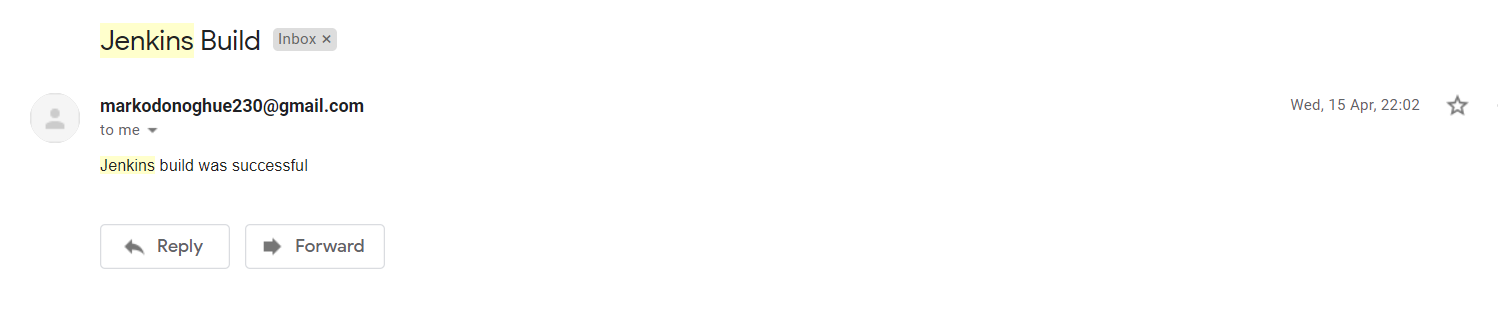 Jenkins Build Inbox ×
markodonoghue230@gmail.com Wed, 15 Apr, 22:02
to me
Jenkins build was successful
Reply Forward